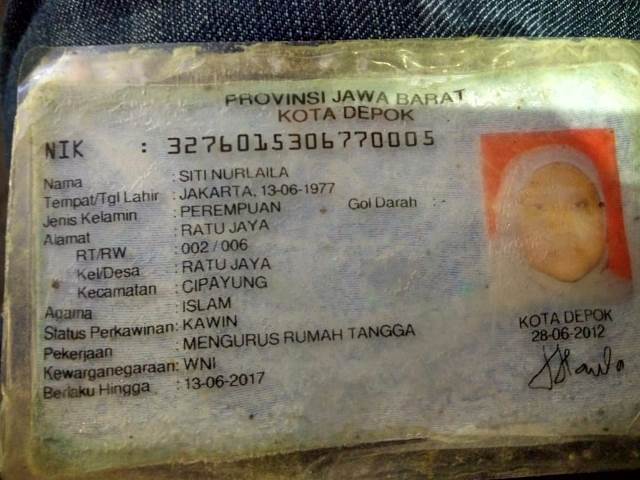 PROVINSI JAWA BARAT
KOTA DEPOK
NIK : 3276015306770005
Nama : SITI NURLAILA
Tempat/Tgl Lahir : JAKARTA, 13-06-1977
Jenis Kelamin : PEREMPUAN Gol Darah : -
Alamat : RATU JAYA
RT/RW : 002 / 006
Kel/Desa : RATU JAYA
Kecamatan : CIPAYUNG
Agama : ISLAM
Status Perkawinan: KAWIN
Pekerjaan : MENGURUS RUMAH TANGGA
Kewarganegaraan: WNI
Berlaku Hingga : 13-06-2017
KOTA DEPOK
28-06-2012